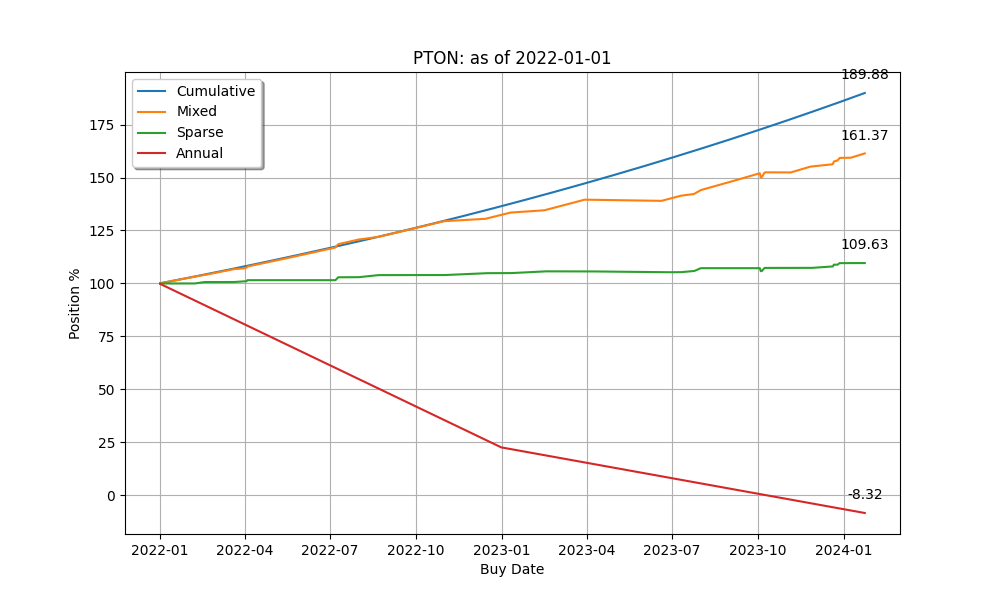 PTON: as of 2022-01-01
189.88
Cumulative
Mixed
Sparse
Annual
161.37
109.63
-8.32
175
150
125
100
75
50
25
0
Position %
2022-01 2022-04 2022-07 2022-10 2023-01 2023-04 2023-07 2023-10 2024-01
Buy Date